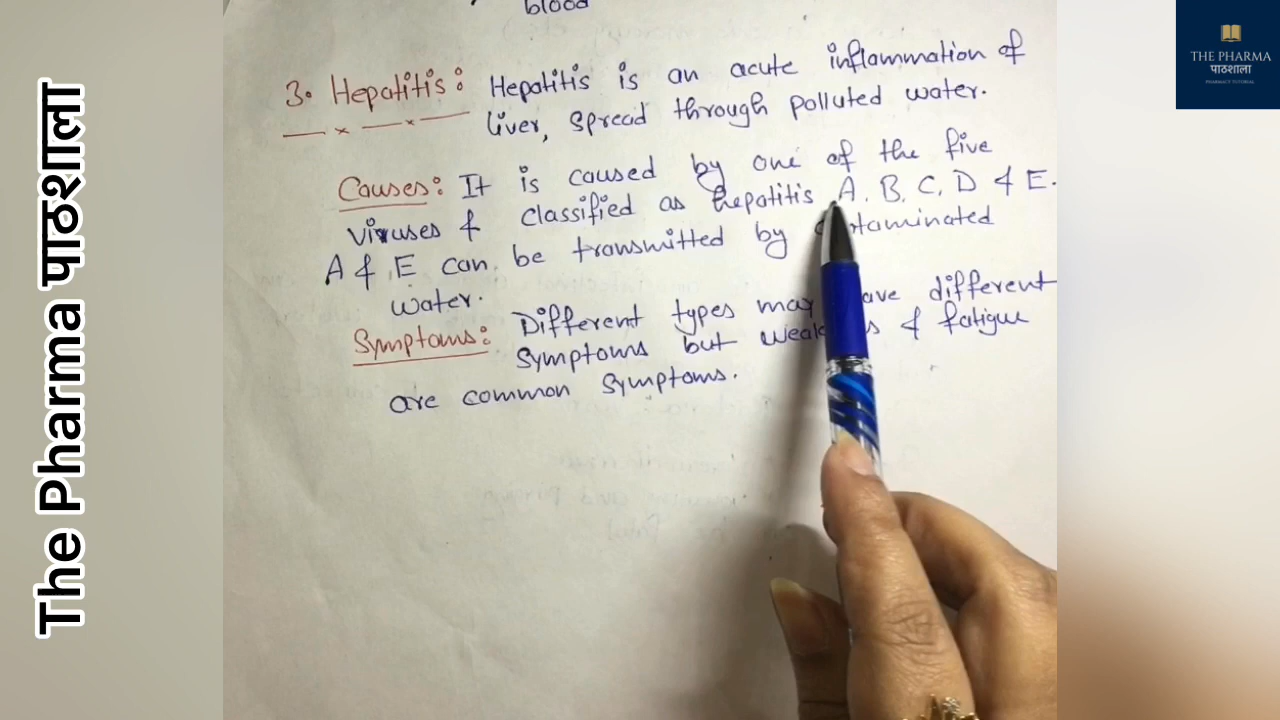 blood
3. Hepatitis: Hepatitis is an acute inflammation of
liver, spread through polluted water.
Causes: It is caused by one of the five
viruses & classified as hepatitis A, B, C, D & E.
A & E can be transmitted by contaminated
water.
Symptoms: Different types may have different
symptoms but weakness & fatigue
are common symptoms.
The Pharma पाठशाला
THE PHARMA
पाठशाला
PHARMACY TUTORIAL